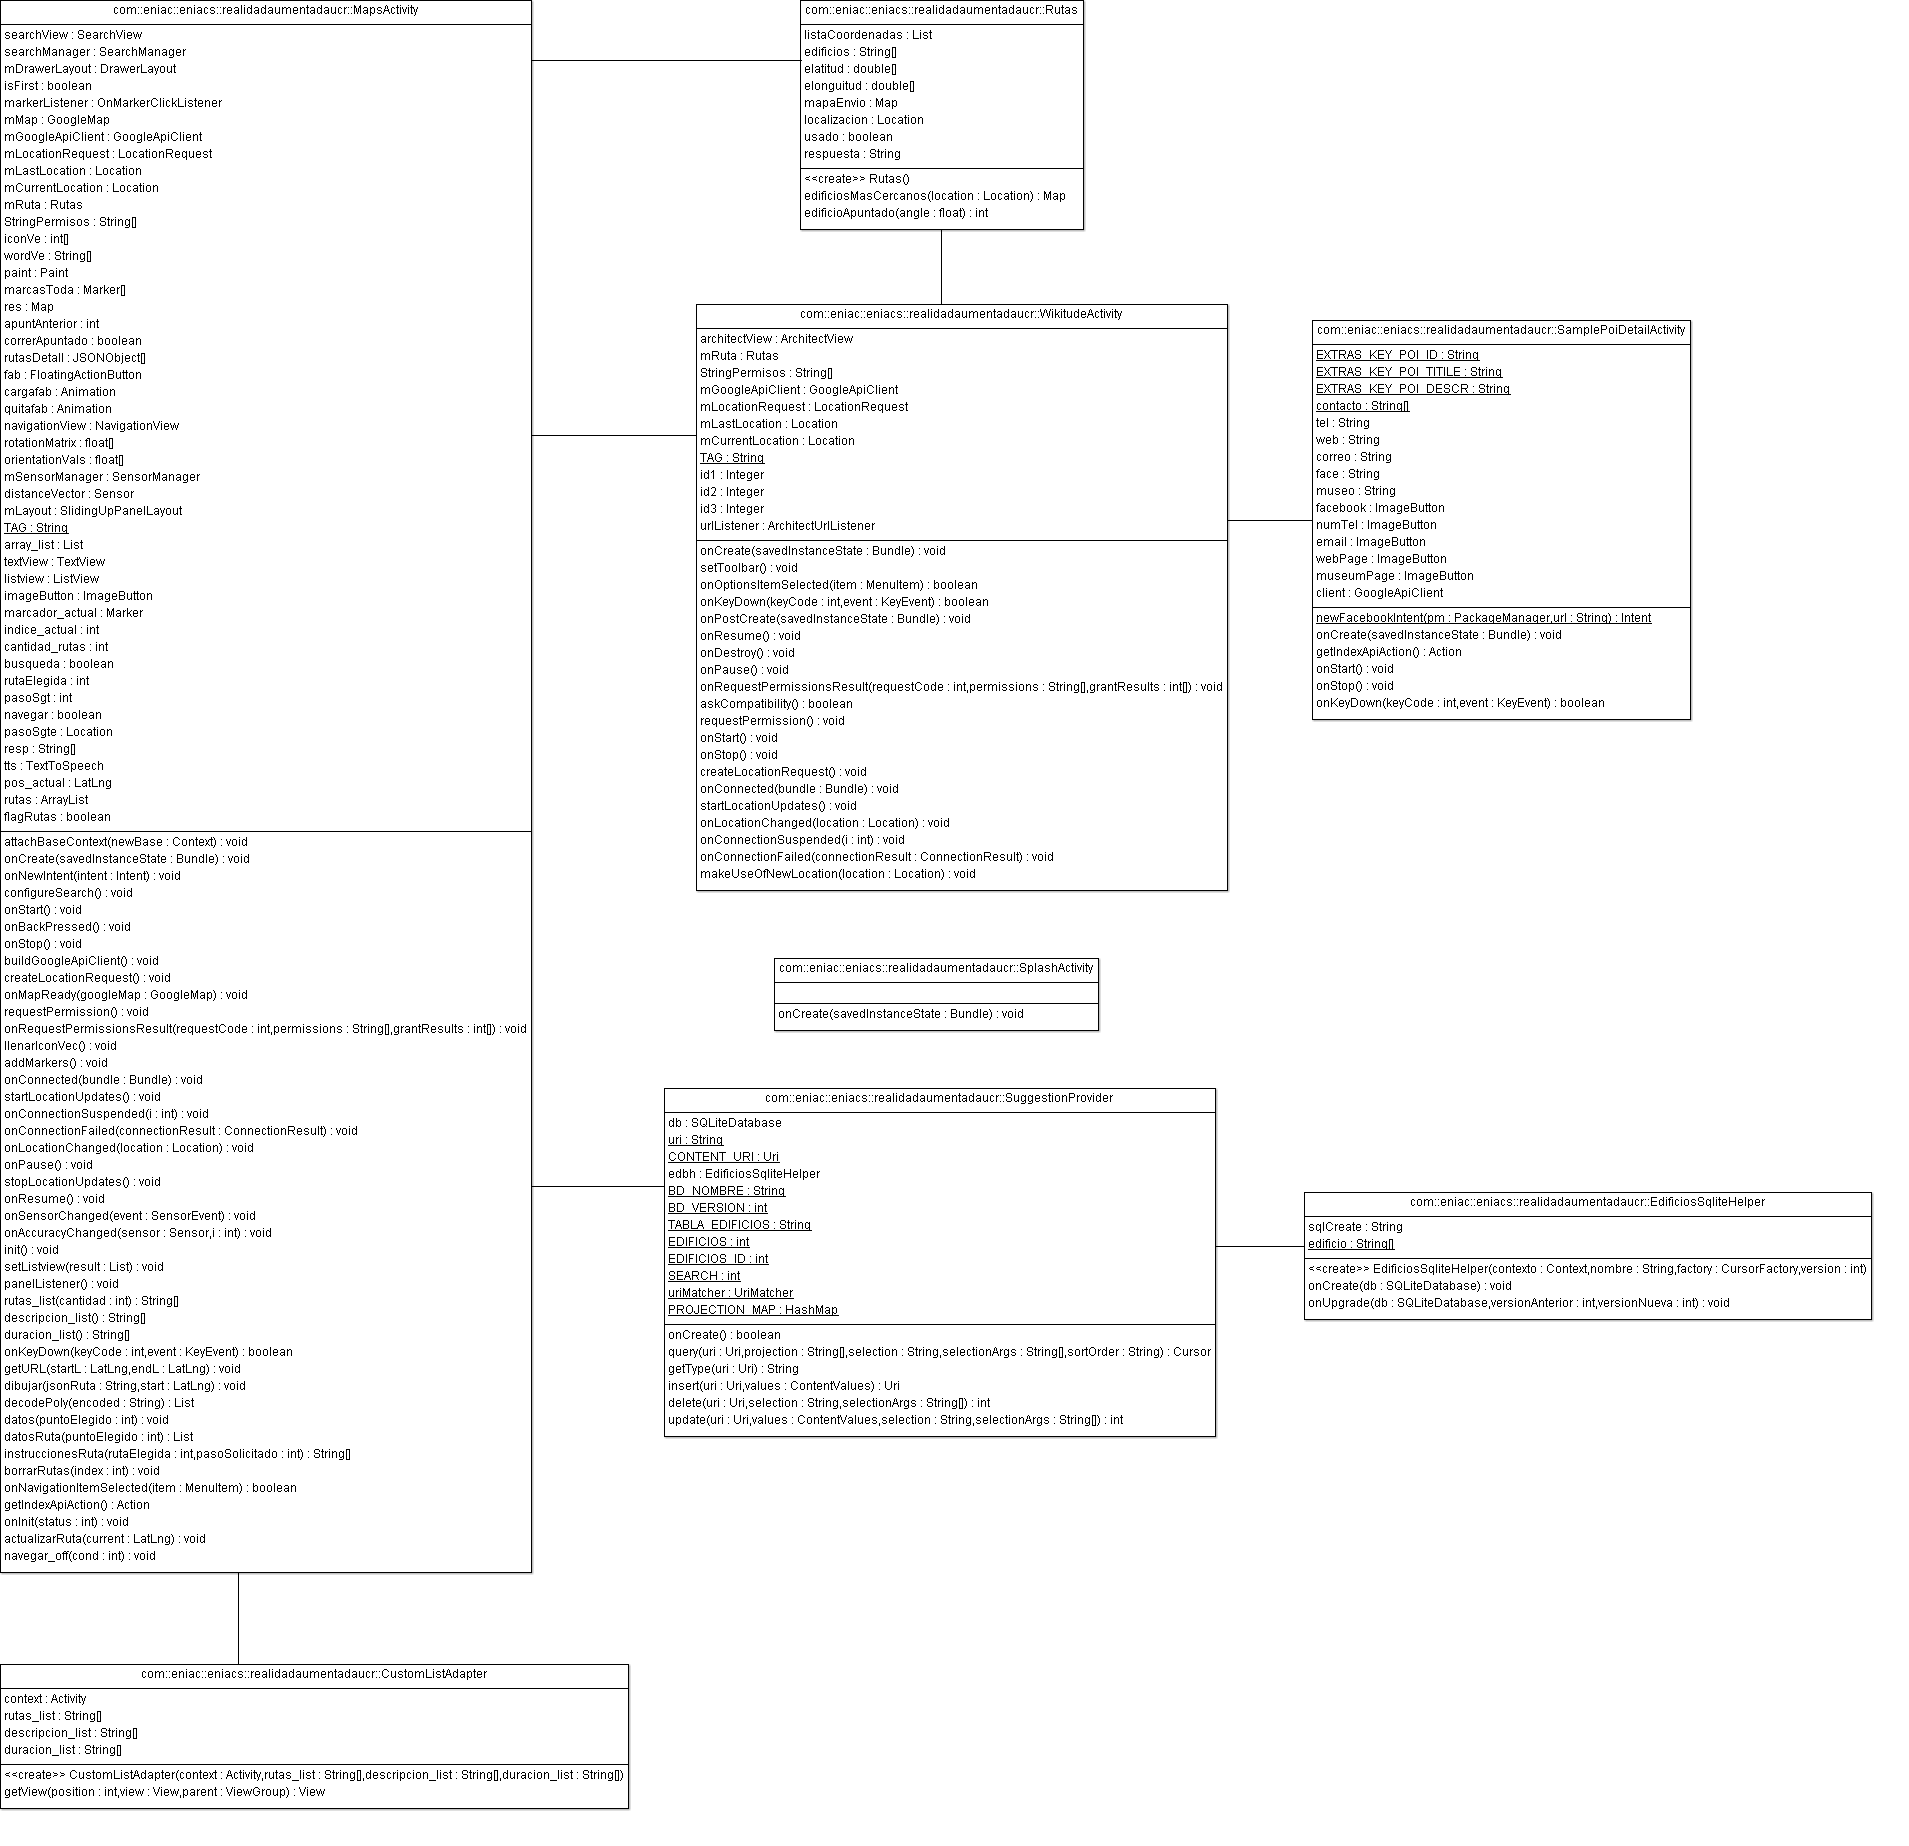 com::eniac::eniacs::realidadaumentadaucr::MapsActivity
searchView : SearchView
searchManager : SearchManager
mDrawerLayout : DrawerLayout
isFirst : boolean
markerListener : OnMarkerClickListener
mMap : GoogleMap
mGoogleApiClient : GoogleApiClient
mLocationRequest : LocationRequest
mLastLocation : Location
mCurrentLocation : Location
mRuta : Rutas
StringPermisos : String[]
iconVe : int[]
wordVe : String[]
paint : Paint
marcasToda : Marker[]
res : Map
apuntAnterior : int
correrApuntado : boolean
rutasDetall : JSONObject[]
fab : FloatingActionButton
cargafab : Animation
quitafab : Animation
navigationView : NavigationView
rotationMatrix : float[]
orientationVals : float[]
mSensorManager : SensorManager
distanceVector : Sensor
mLayout : SlidingUpPanelLayout
TAG : String
array_list : List
textView : TextView
listview : ListView
imageButton : ImageButton
marcador_actual : Marker
indice_actual : int
cantidad_rutas : int
busqueda : boolean
rutaElegida : int
pasoSgt : int
navegar : boolean
pasoSgte : Location
resp : String[]
tts : TextToSpeech
pos_actual : LatLng
rutas : ArrayList
flagRutas : boolean
attachBaseContext(newBase : Context) : void
onCreate(savedInstanceState : Bundle) : void
onNewIntent(intent : Intent) : void
configureSearch() : void
onStart() : void
onBackPressed() : void
onStop() : void
buildGoogleApiClient() : void
createLocationRequest() : void
onMapReady(googleMap : GoogleMap) : void
requestPermission() : void
onRequestPermissionsResult(requestCode : int,permissions : String[],grantResults : int[]) : void
llenarIconVec() : void
addMarkers() : void
onConnected(bundle : Bundle) : void
startLocationUpdates() : void
onConnectionSuspended(i : int) : void
onConnectionFailed(connectionResult : ConnectionResult) : void
onLocationChanged(location : Location) : void
onPause() : void
stopLocationUpdates() : void
onResume() : void
onSensorChanged(event : SensorEvent) : void
onAccuracyChanged(sensor : Sensor,i : int) : void
init() : void
setListview(result : List) : void
panelListener() : void
rutas_list(cantidad : int) : String[]
descripcion_list() : String[]
duracion_list() : String[]
onKeyDown(keyCode : int,event : KeyEvent) : boolean
getURL(startL : LatLng,endL : LatLng) : void
dibujar(jsonRuta : String,start : LatLng) : void
decodePoly(encoded : String) : List
datos(puntoElegido : int) : void
datosRuta(puntoElegido : int) : List
instruccionesRuta(rutaElegida : int,pasoSolicitado : int) : String[]
borrarRutas(index : int) : void
onNavigationItemSelected(item : MenuItem) : boolean
getIndexApiAction() : Action
onInit(status : int) : void
actualizarRuta(current : LatLng) : void
navegar_off(cond : int) : void
com::eniac::eniacs::realidadaumentadaucr::Rutas
listaCoordenadas : List
edificios : String[]
elatitud : double[]
elonguitud : double[]
mapaEnvio : Map
localizacion : Location
usado : boolean
respuesta : String
<<create>> Rutas()
edificiosMasCercanos(location : Location) : Map
edificioApuntado(angle : float) : int
com::eniac::eniacs::realidadaumentadaucr::WikitudeActivity
architectView : ArchitectView
mRuta : Rutas
StringPermisos : String[]
mGoogleApiClient : GoogleApiClient
mLocationRequest : LocationRequest
mLastLocation : Location
mCurrentLocation : Location
TAG : String
id1 : Integer
id2 : Integer
id3 : Integer
urlListener : ArchitectUrlListener
onCreate(savedInstanceState : Bundle) : void
setToolbar() : void
onOptionsItemSelected(item : MenuItem) : boolean
onKeyDown(keyCode : int,event : KeyEvent) : boolean
onPostCreate(savedInstanceState : Bundle) : void
onResume() : void
onDestroy() : void
onPause() : void
onRequestPermissionsResult(requestCode : int,permissions : String[],grantResults : int[]) : void
askCompatibility() : boolean
requestPermission() : void
onStart() : void
onStop() : void
createLocationRequest() : void
onConnected(bundle : Bundle) : void
startLocationUpdates() : void
onLocationChanged(location : Location) : void
onConnectionSuspended(i : int) : void
onConnectionFailed(connectionResult : ConnectionResult) : void
makeUseOfNewLocation(location : Location) : void
com::eniac::eniacs::realidadaumentadaucr::SamplePoiDetailActivity
EXTRAS_KEY_POI_ID : String
EXTRAS_KEY_POI_TITILE : String
EXTRAS_KEY_POI_DESCR : String
contacto : String[]
tel : String
web : String
correo : String
face : String
museo : String
facebook : ImageButton
numTel : ImageButton
email : ImageButton
webPage : ImageButton
museumPage : ImageButton
client : GoogleApiClient
newFacebookIntent(pm : PackageManager,url : String) : Intent
onCreate(savedInstanceState : Bundle) : void
getIndexApiAction() : Action
onStart() : void
onStop() : void
onKeyDown(keyCode : int,event : KeyEvent) : boolean
com::eniac::eniacs::realidadaumentadaucr::SplashActivity
onCreate(savedInstanceState : Bundle) : void
com::eniac::eniacs::realidadaumentadaucr::SuggestionProvider
db : SQLiteDatabase
uri : String
CONTENT_URI : Uri
edbh : EdificiosSqliteHelper
BD_NOMBRE : String
BD_VERSION : int
TABLA_EDIFICIOS : String
EDIFICIOS : int
EDIFICIOS_ID : int
SEARCH : int
uriMatcher : UriMatcher
PROJECTION_MAP : HashMap
onCreate() : boolean
query(uri : Uri,projection : String[],selection : String,selectionArgs : String[],sortOrder : String) : Cursor
getType(uri : Uri) : String
insert(uri : Uri,values : ContentValues) : Uri
delete(uri : Uri,selection : String,selectionArgs : String[]) : int
update(uri : Uri,values : ContentValues,selection : String,selectionArgs : String[]) : int
com::eniac::eniacs::realidadaumentadaucr::EdificiosSqliteHelper
sqlCreate : String
edificio : String[]
<<create>> EdificiosSqliteHelper(contexto : Context,nombre : String,factory : CursorFactory,version : int)
onCreate(db : SQLiteDatabase) : void
onUpgrade(db : SQLiteDatabase,versionAnterior : int,versionNueva : int) : void
com::eniac::eniacs::realidadaumentadaucr::CustomListAdapter
context : Activity
rutas_list : String[]
descripcion_list : String[]
duracion_list : String[]
<<create>> CustomListAdapter(context : Activity,rutas_list : String[],descripcion_list : String[],duracion_list : String[])
getView(position : int,view : View,parent : ViewGroup) : View